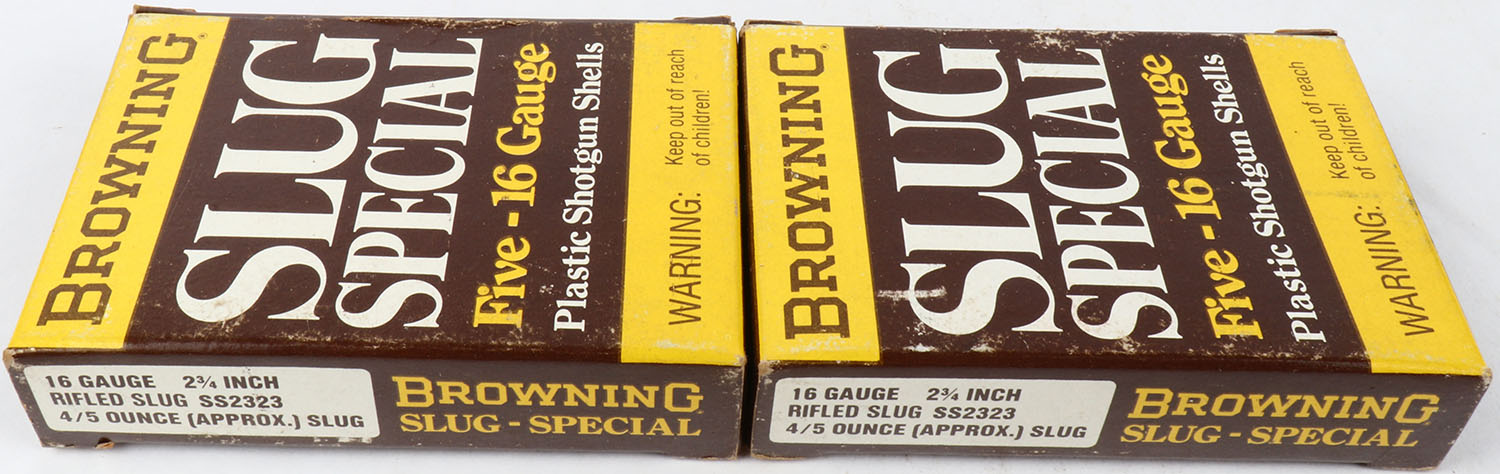 BROWNING®
SLUG
SPECIAL
Five - 16 Gauge
Plastic Shotgun Shells
WARNING: Keep out of reach
of children!
16 GAUGE 2¾ INCH
RIFLED SLUG SS2323
4/5 OUNCE (APPROX.) SLUG
BROWNING
SLUG - SPECIAL
BROWNING®
SLUG
SPECIAL
Five - 16 Gauge
Plastic Shotgun Shells
WARNING: Keep out of reach
of children!
16 GAUGE 2¾ INCH
RIFLED SLUG SS2323
4/5 OUNCE (APPROX.) SLUG
BROWNING
SLUG - SPECIAL